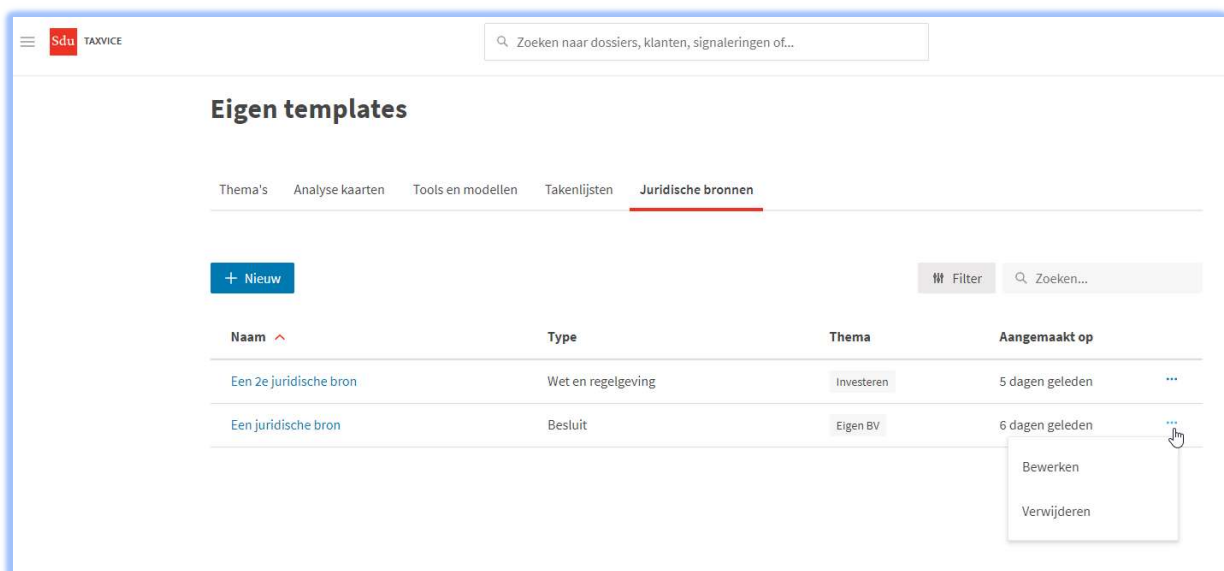 Sdu TAXVICE
Zoeken naar dossiers, klanten, signaleringen of...
Eigen templates
Thema's Analyse kaarten Tools en modellen Takenlijsten Juridische bronnen
+ Nieuw Filter Zoeken...
Naam Type Thema Aangemaakt op
Een 2e juridische bron Wet en regelgeving Investeren 5 dagen geleden ...
Een juridische bron Besluit Eigen BV 6 dagen geleden ...
Bewerken
Verwijderen